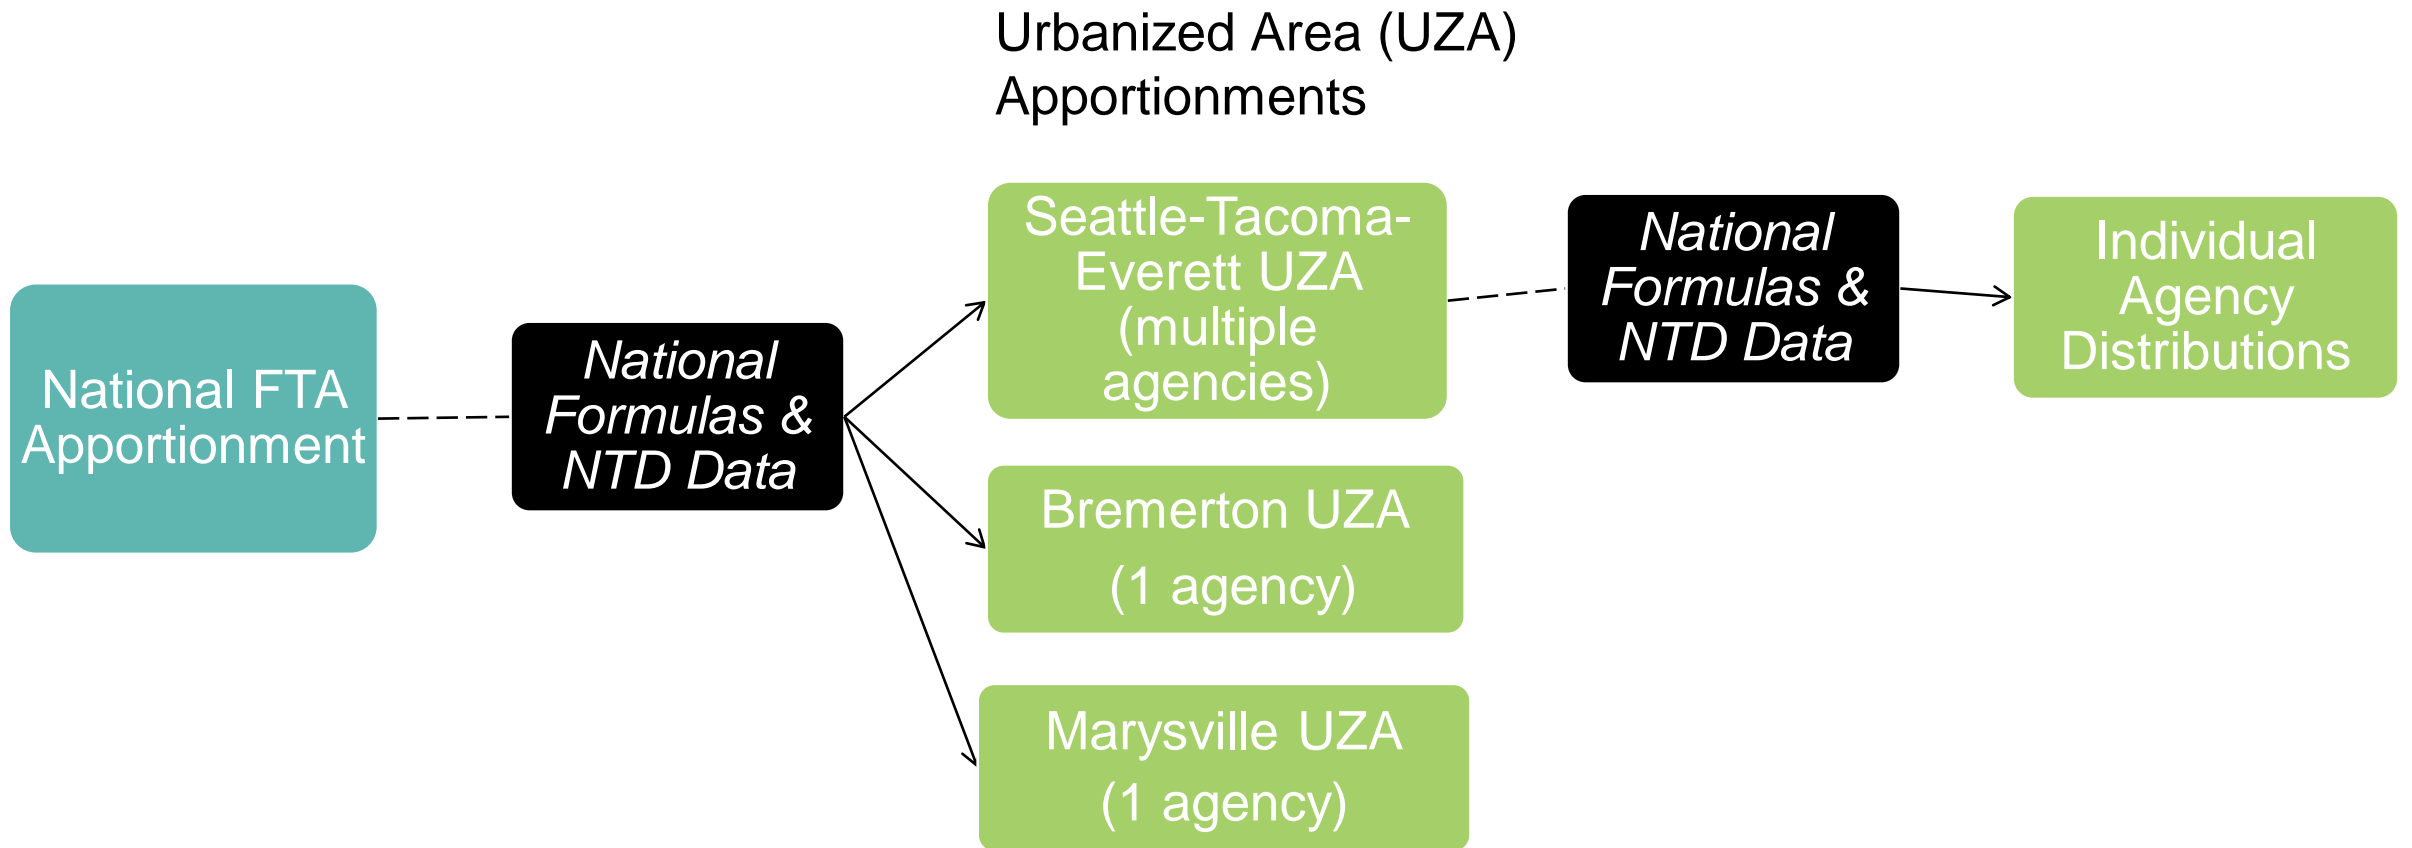 Urbanized Area (UZA)
Apportionments
National FTA
Apportionment
National
Formulas &
NTD Data
Seattle-Tacoma-
Everett UZA
(multiple
agencies)
Bremerton UZA
(1 agency)
Marysville UZA
(1 agency)
National
Formulas &
NTD Data
Individual
Agency
Distributions